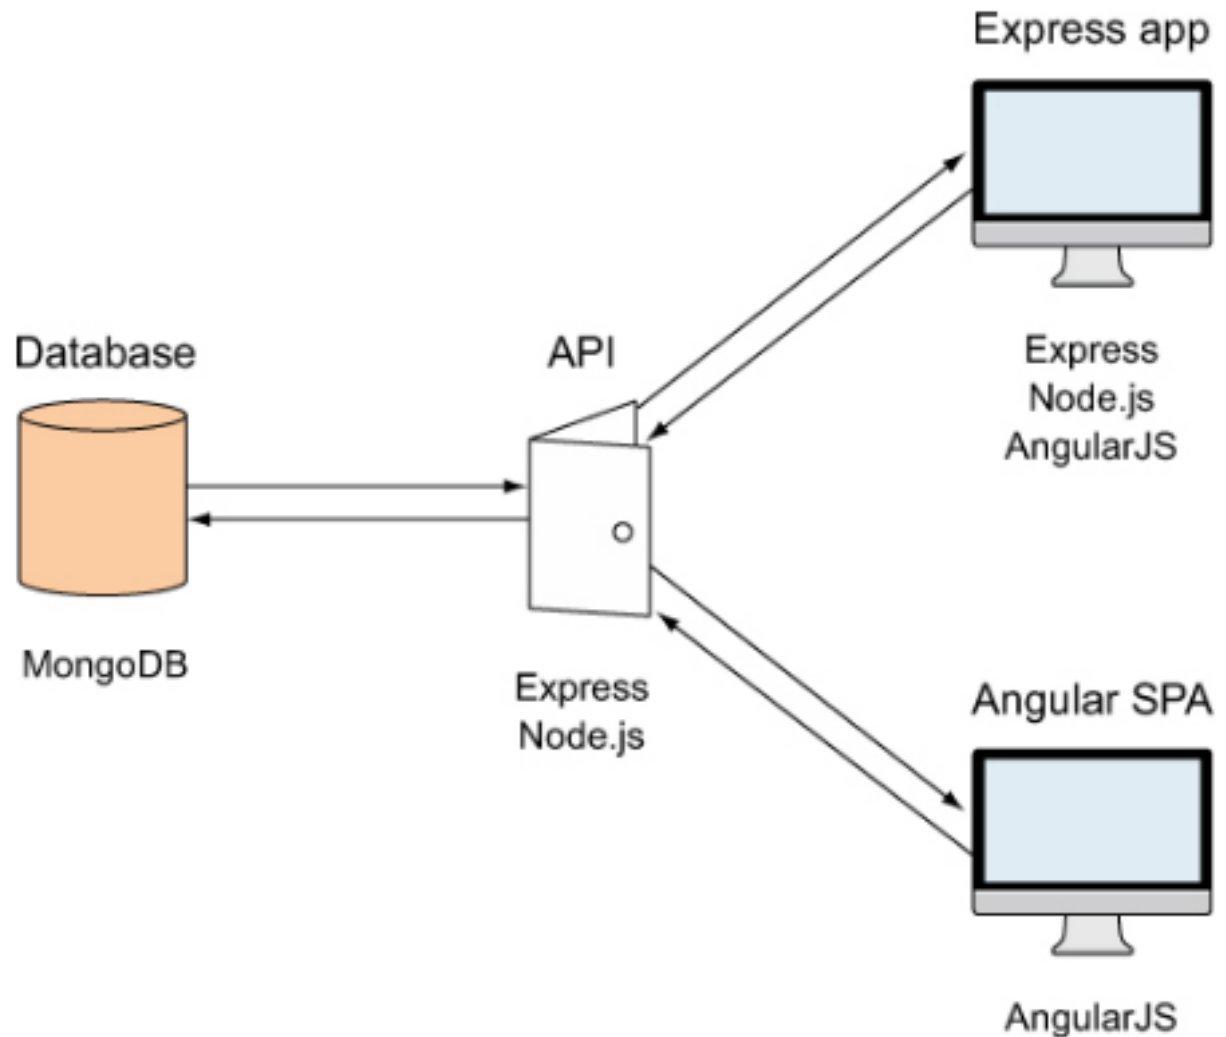 Express app
Express
Node.js
AngularJS
Database
MongoDB
API
Express
Node.js
Angular SPA
AngularJS